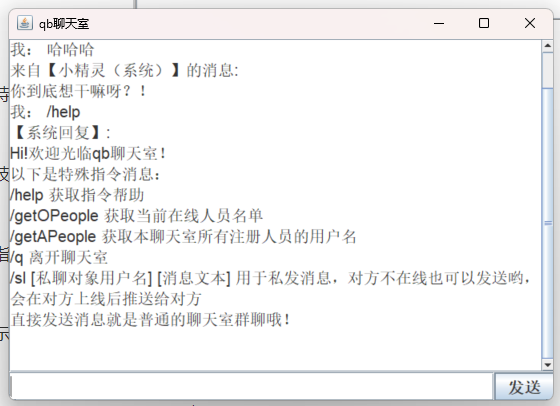 qb聊天室
我： 哈哈哈
来自【小精灵（系统）】的消息:
你到底想干嘛呀？！
我： /help
【系统回复】:
Hi!欢迎光临qb聊天室！
以下是特殊指令消息：
/help 获取指令帮助
/getOPeople 获取当前在线人员名单
/getAPeople 获取本聊天室所有注册人员的用户名
/q 离开聊天室
/sl [私聊对象用户名] [消息文本] 用于私发消息，对方不在线也可以发送哟，
会在对方上线后推送给对方
直接发送消息就是普通的聊天室群聊哦！
发送